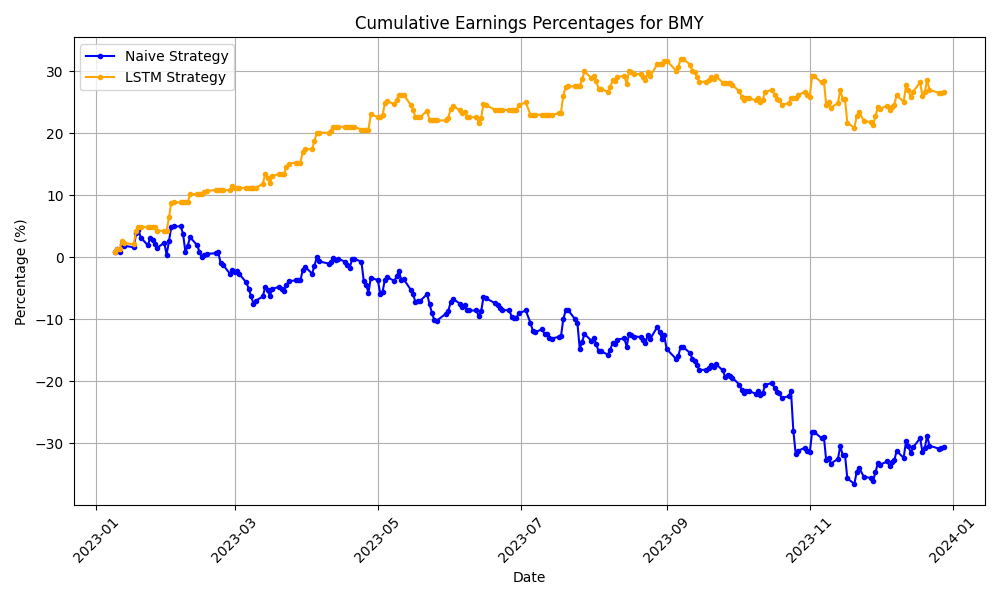 Cumulative Earnings Percentages for BMY
Naive Strategy
LSTM Strategy
Percentage (%)
30
20
10
0
−10
−20
−30
2023-01
2023-03
2023-05
2023-07
2023-09
2023-11
2024-01
Date